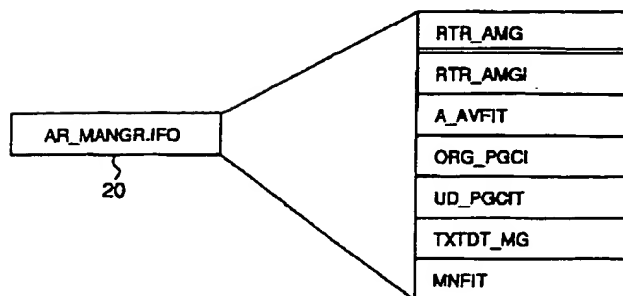 RTR_AMG
RTR_AMGI
A_AVFIT
AR_MANGR.IFO
ORG_PGCI
20
UD_PGCIT
TXTDT_MG
MNFIT